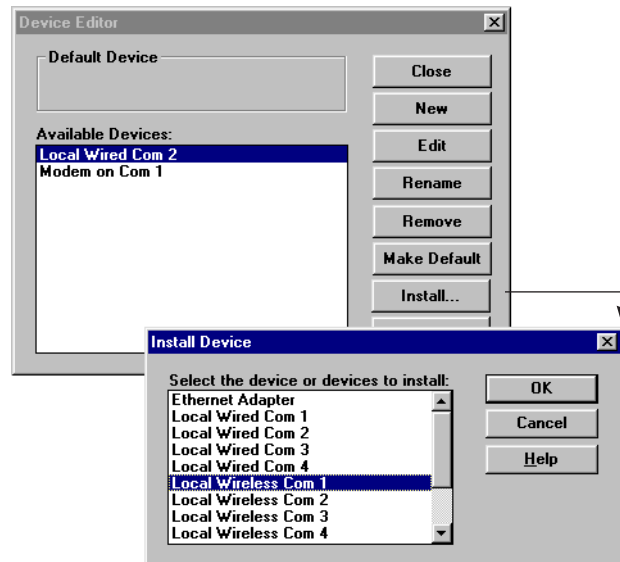 Device Editor
Default Device
Close
New
Available Devices:
Edit
Local Wired Com 2
Modem on Com 1
Rename
Remove
Make Default
Install...
Install Device
Select the device or devices to install:
Ethernet Adapter
Local Wired Com 1
Local Wired Com 2
Local Wired Com 3
Local Wired Com 4
Local Wireless Com 1
Local Wireless Com 2
Local Wireless Com 3
Local Wireless Com 4
OK
Cancel
Help